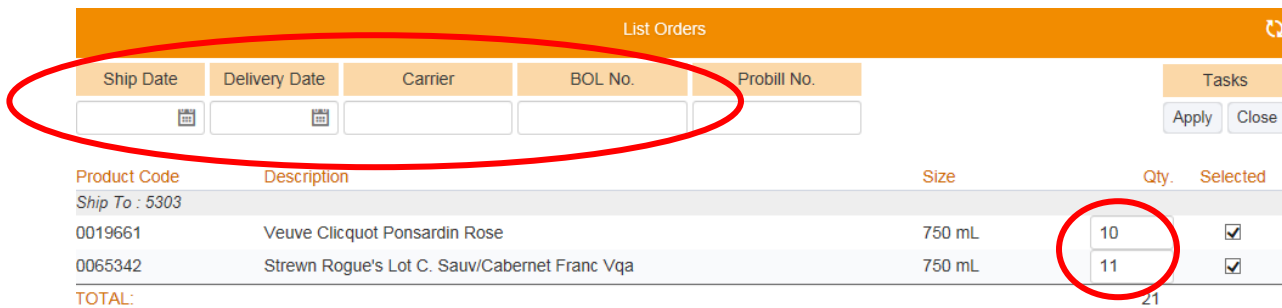 List Orders
Ship Date Delivery Date Carrier BOL No. Probill No. Tasks
Apply Close
Product Code Description Size Qty. Selected
Ship To : 5303
0019661 Veuve Clicquot Ponsardin Rose 750 mL 10
0065342 Strewn Rogue's Lot C. Sauv/Cabernet Franc Vqa 750 mL 11
TOTAL: 21